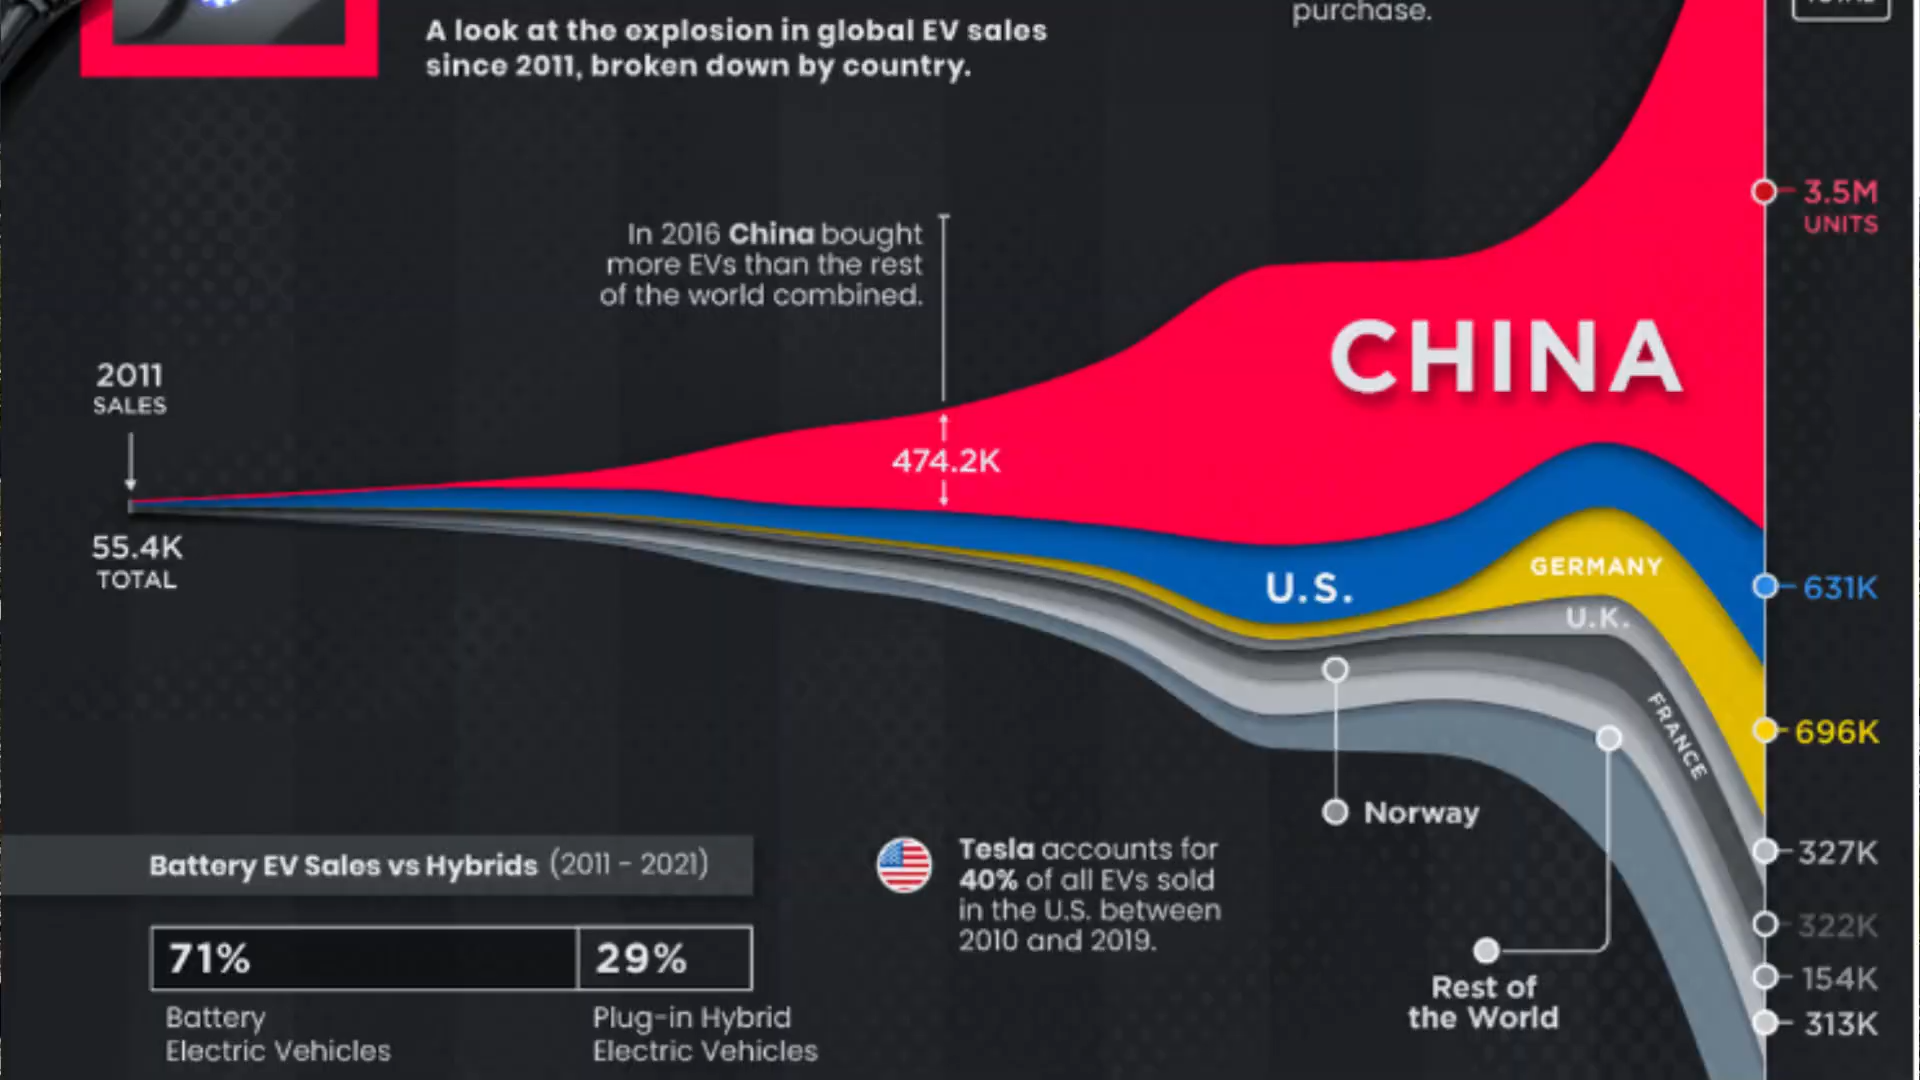 purchase.
TOTAL
A look at the explosion in global EV sales
since 2011, broken down by country.
In 2016 China bought
more EVs than the rest
of the world combined.
474.2K
2011
SALES
55.4K
TOTAL
CHINA
U.S.
GERMANY
U.K.
FRANCE
Norway
Rest of
the World
3.5M
UNITS
631K
696K
327K
322K
154K
313K
Battery EV Sales vs Hybrids (2011 - 2021)
71%
29%
Battery
Electric Vehicles
Plug-in Hybrid
Electric Vehicles
Tesla accounts for
40% of all EVs sold
in the U.S. between
2010 and 2019.